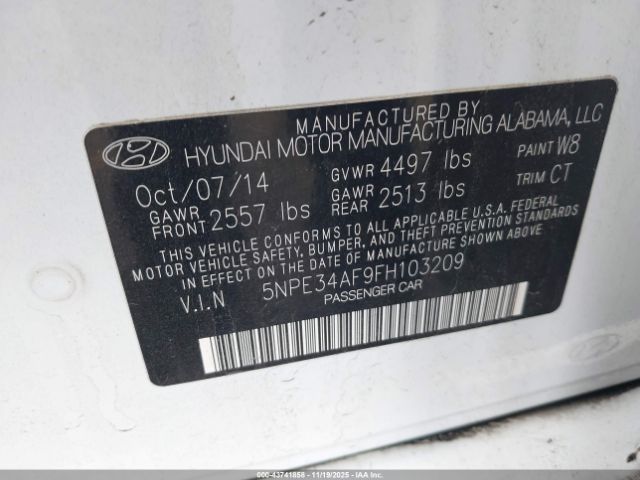 MANUFACTURED BY
HYUNDAI MOTOR MANUFACTURING ALABAMA, LLC
Oct/07/14 GVWR 4497 lbs PAINT W8
GAWR FRONT 2557 lbs GAWR REAR 2513 lbs TRIM CT
THIS VEHICLE CONFORMS TO ALL APPLICABLE U.S.A. FEDERAL
MOTOR VEHICLE SAFETY, BUMPER, AND THEFT PREVENTION STANDARDS
IN EFFECT ON THE DATE OF MANUFACTURE SHOWN ABOVE.
V.I.N 5NPE34AF9FH103209
PASSENGER CAR
000-43741858 - 11/19/2025 - IAAI.COM